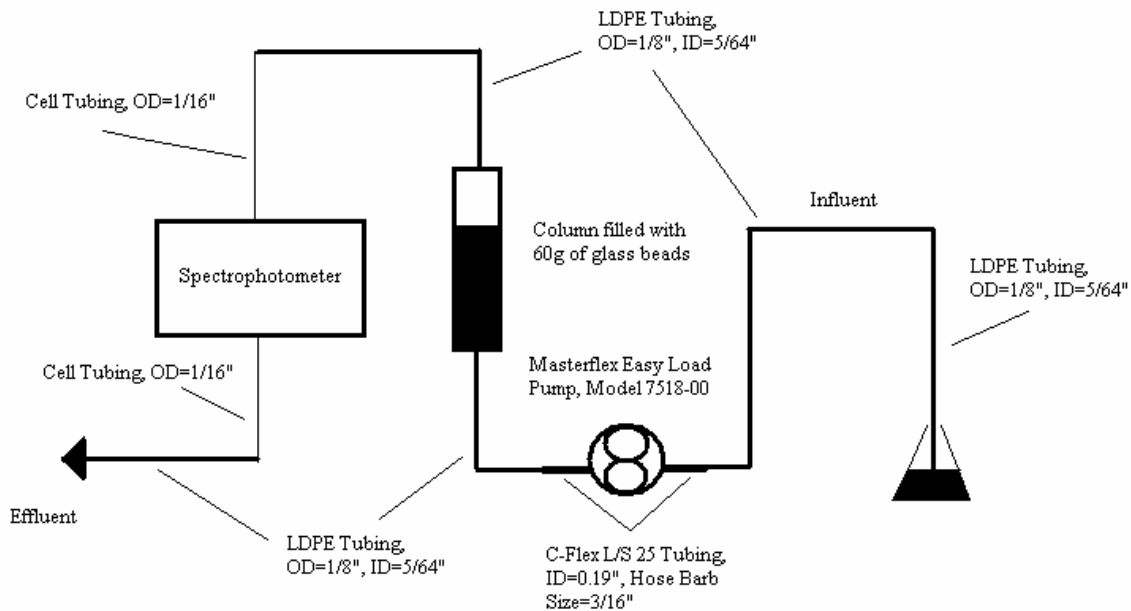 LDPE Tubing,
OD=1/8", ID=5/64"
Cell Tubing, OD=1/16"
Influent
Column filled with
60g of glass beads
Spectrophotometer
LDPE Tubing,
OD=1/8", ID=5/64"
Masterflex Easy Load
Pump, Model 7518-00
Cell Tubing, OD=1/16"
Effluent
LDPE Tubing,
OD=1/8", ID=5/64"
C-Flex L/S 25 Tubing,
ID=0.19", Hose Barb
Size=3/16"